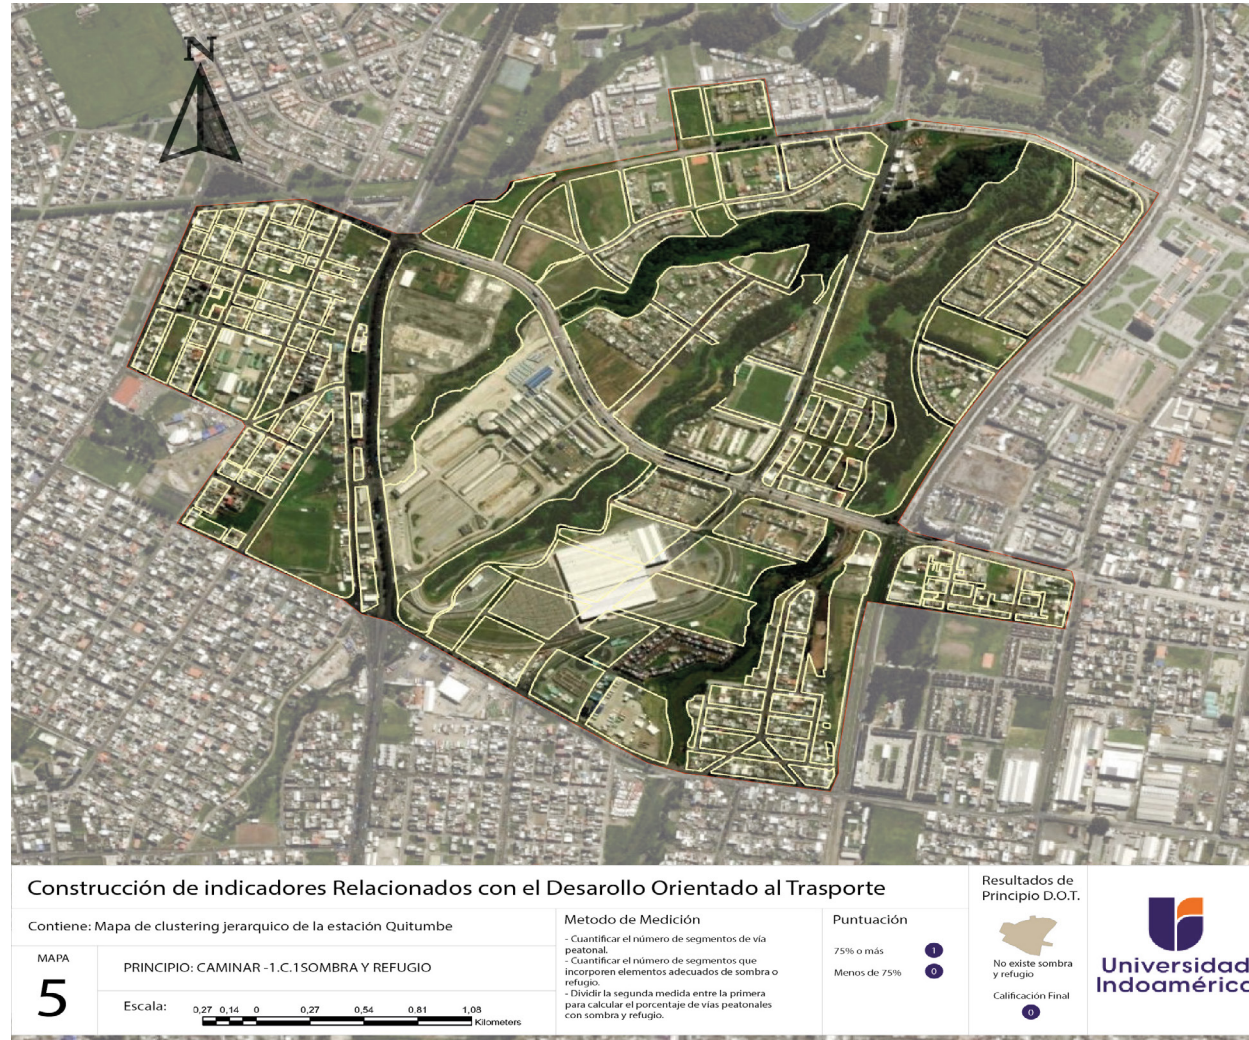 N
Construcción de indicadores Relacionados con el Desarollo Orientado al Trasporte
Contiene: Mapa de clustering jerarquico de la estación Quitumbe
MAPA
5
PRINCIPIO: CAMINAR -1.C.1SOMBRA Y REFUGIO
Escala:
0,27 0,14 0 0,27 0,54 0,81 1,08
Kilometers
Metodo de Medición
- Cuantificar el número de segmentos de vía
peatonal.
- Cuantificar el número de segmentos que
incorporen elementos adecuados de sombra o
refugio.
- Dividir la segunda medida entre la primera
para calcular el porcentaje de vías peatonales
con sombra y refugio.
Puntuación
75% o más 1
Menos de 75% 0
Resultados de
Principio D.O.T.
No existe sombra
y refugio
Calificación Final
0
Universidad
Indoamérica